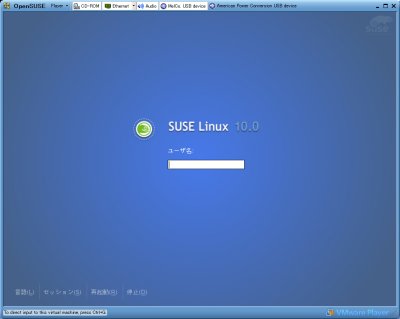 OpenSUSE Player CD-ROM Ethernet Audio MelCo. USB device American Power Conversion USB device
SUSE
SUSE Linux 10.0
ユーザ名:
言語(L) セッション(S) 再起動(R) 停止(D)
To direct input to this virtual machine, press Ctrl+G.
VMware Player